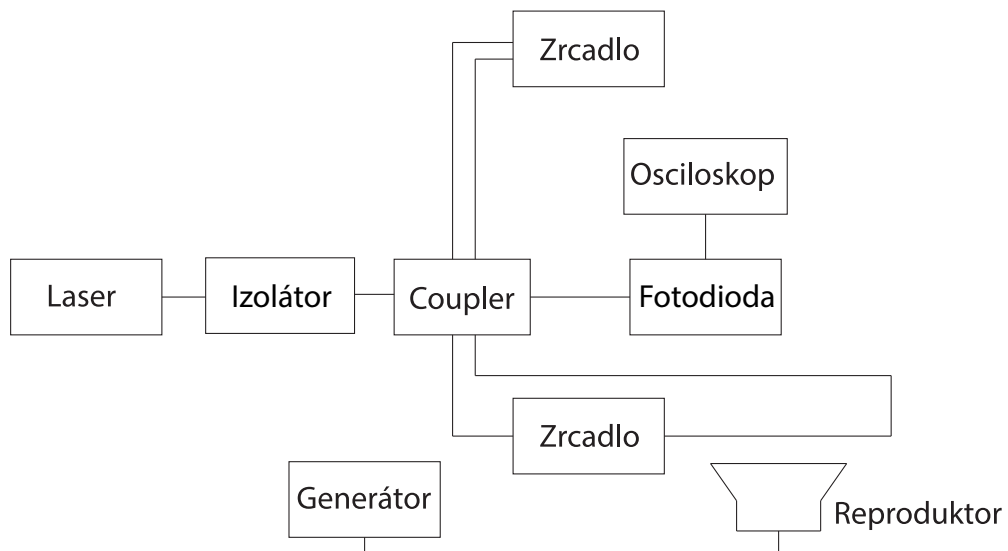 Zrcadlo
Osciloskop
Laser
Izolátor
Coupler
Fotodioda
Zrcadlo
Generátor
Reproduktor